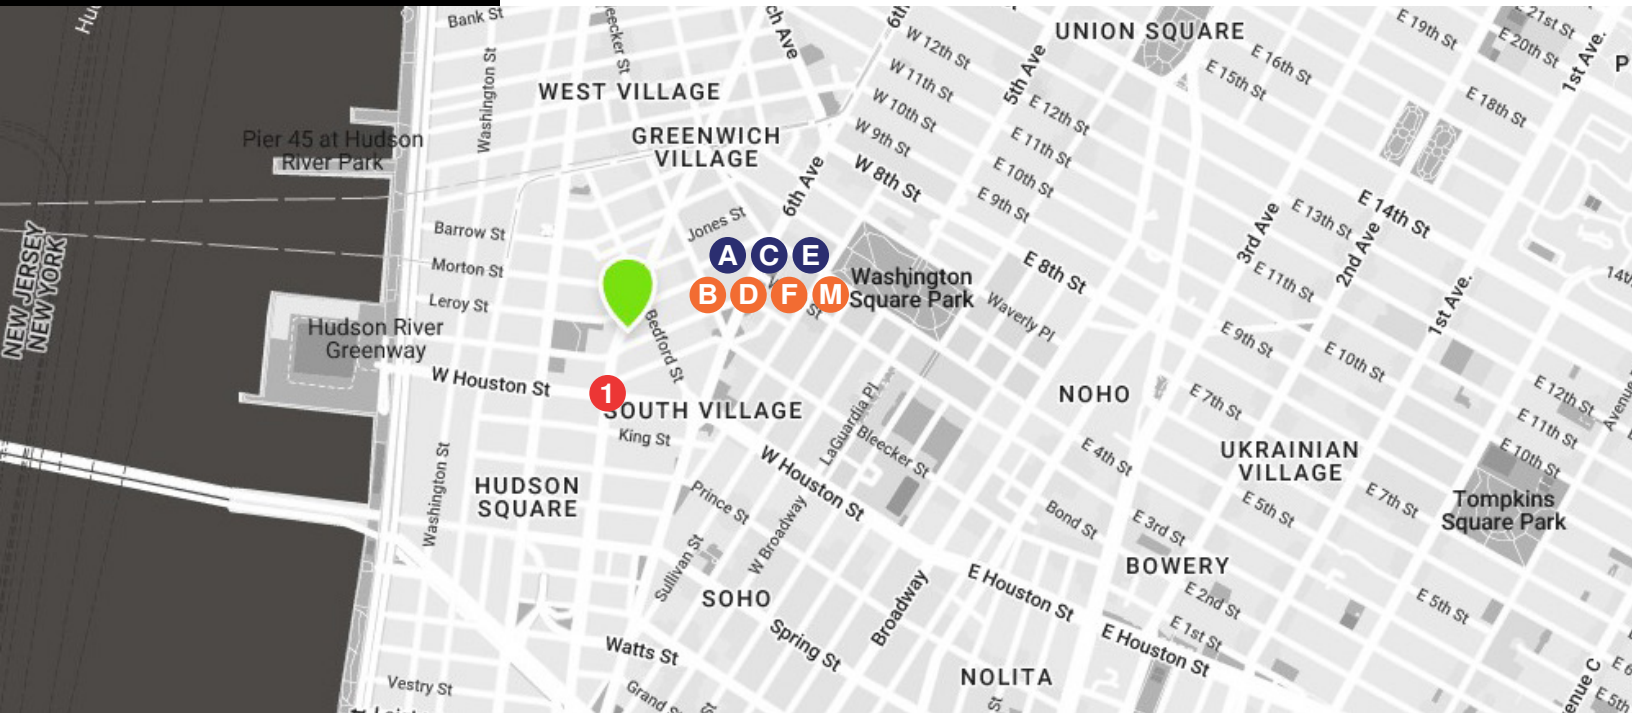 Bank St
Washington St
WEST VILLAGE
GREENWICH
VILLAGE
Pier 45 at Hudson
River Park
W 12th St
W 11th St
W 10th St
W 9th St
W 8th St
6th Ave
5th Ave
UNION SQUARE
E 16th St
E 15th St
E 12th St
E 11th St
E 10th St
E 9th St
E 8th St
E 19th St
E 21st St
E 20th St
E 18th St
1st Ave.
E 14th St
E 13th St
3rd Ave
2nd Ave
E 11th St
Barrow St
Morton St
Leroy St
Jones St
A C E
B D F M
Washington
Square Park
Waverly Pl
NEW JERSEY
NEW YORK
Hudson River
Greenway
Bedford St
W Houston St
1
SOUTH VILLAGE
King St
LaGuardia Pl
Bleecker St
NOHO
E 9th St
E 10th St
1st Ave.
E 7th St
E 4th St
UKRAINIAN
VILLAGE
E 12th St
E 11th St
E 10th St
Tompkins
Square Park
E 7th St
E 5th St
HUDSON
SQUARE
Washington St
W Houston St
Prince St
W Broadway
Sullivan St
SOHO
Bond St
E 3rd St
BOWERY
E 2nd St
E 1st St
E 5th St
E Houston St
E Houston St
Broadway
Spring St
Watts St
Vestry St
Grand S
NOLITA
St